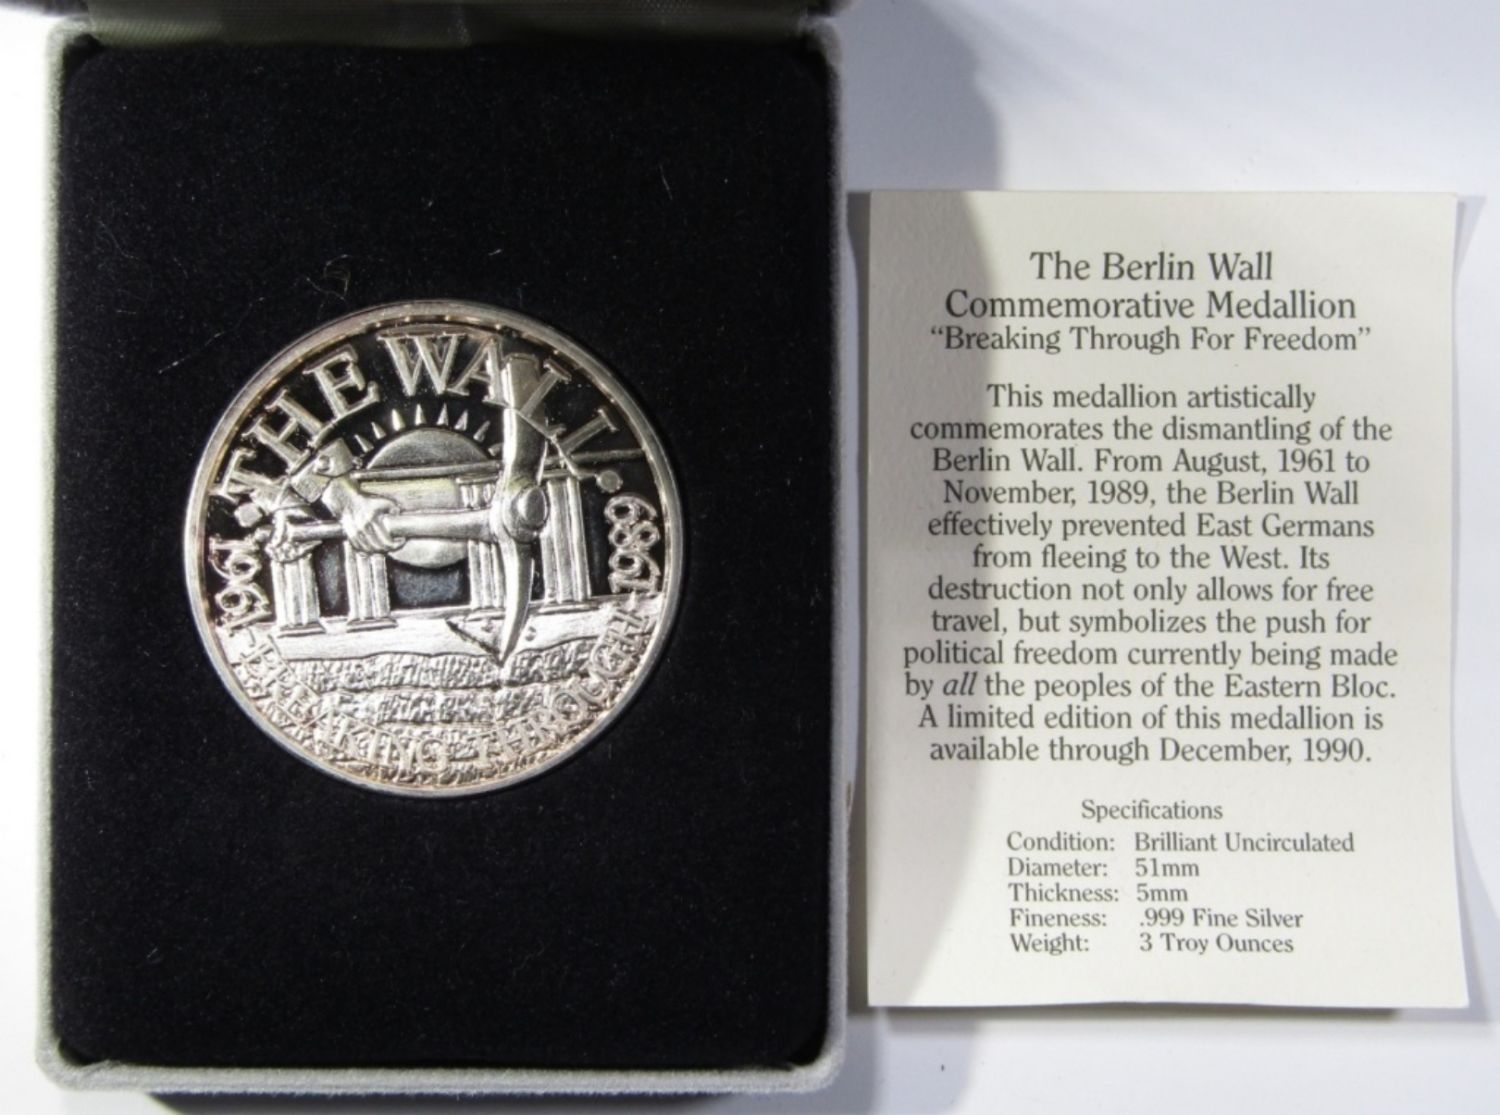 THE WALL
1961
1989
BREAKING THROUGH
The Berlin Wall
Commemorative Medallion
“Breaking Through For Freedom”
This medallion artistically
commemorates the dismantling of the
Berlin Wall. From August, 1961 to
November, 1989, the Berlin Wall
effectively prevented East Germans
from fleeing to the West. Its
destruction not only allows for free
travel, but symbolizes the push for
political freedom currently being made
by all the peoples of the Eastern Bloc.
A limited edition of this medallion is
available through December, 1990.
Specifications
Condition: Brilliant Uncirculated
Diameter: 51mm
Thickness: 5mm
Fineness: .999 Fine Silver
Weight: 3 Troy Ounces